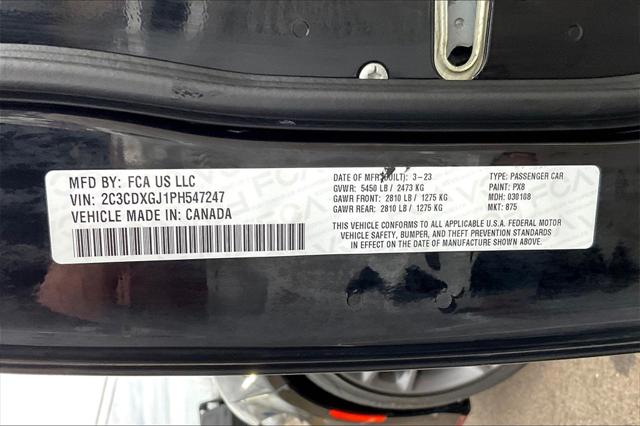 MFD BY: FCA US LLC
VIN: 2C3CDXGJ1PH547247
VEHICLE MADE IN: CANADA
DATE OF MFR(BUILT): 3-23
GVWR: 5450 LB / 2473 KG
GAWR FRONT: 2810 LB / 1275 KG
GAWR REAR: 2810 LB / 1275 KG
TYPE: PASSENGER CAR
PAINT: PX8
MDH: 030108
MKT: 875
THIS VEHICLE CONFORMS TO ALL APPLICABLE U.S.A. FEDERAL MOTOR
VEHICLE SAFETY, BUMPER, AND THEFT PREVENTION STANDARDS
IN EFFECT ON THE DATE OF MANUFACTURE SHOWN ABOVE.